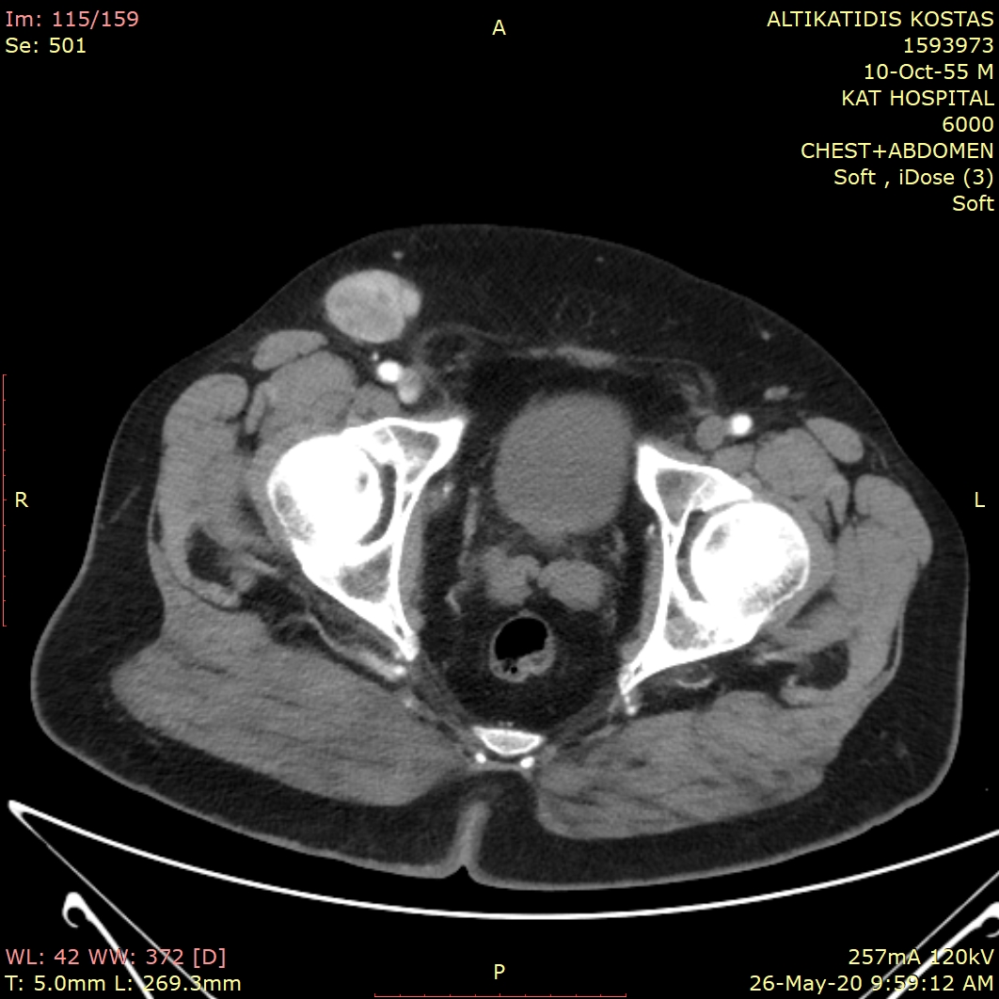 Im: 115/159
Se: 501
A
ALTIKATIDIS KOSTAS
1593973
10-Oct-55 M
KAT HOSPITAL
6000
CHEST+ABDOMEN
Soft , iDose (3)
Soft
R
L
WL: 42 WW: 372 [D]
T: 5.0mm L: 269.3mm
P
257mA 120kV
26-May-20 9:59:12 AM